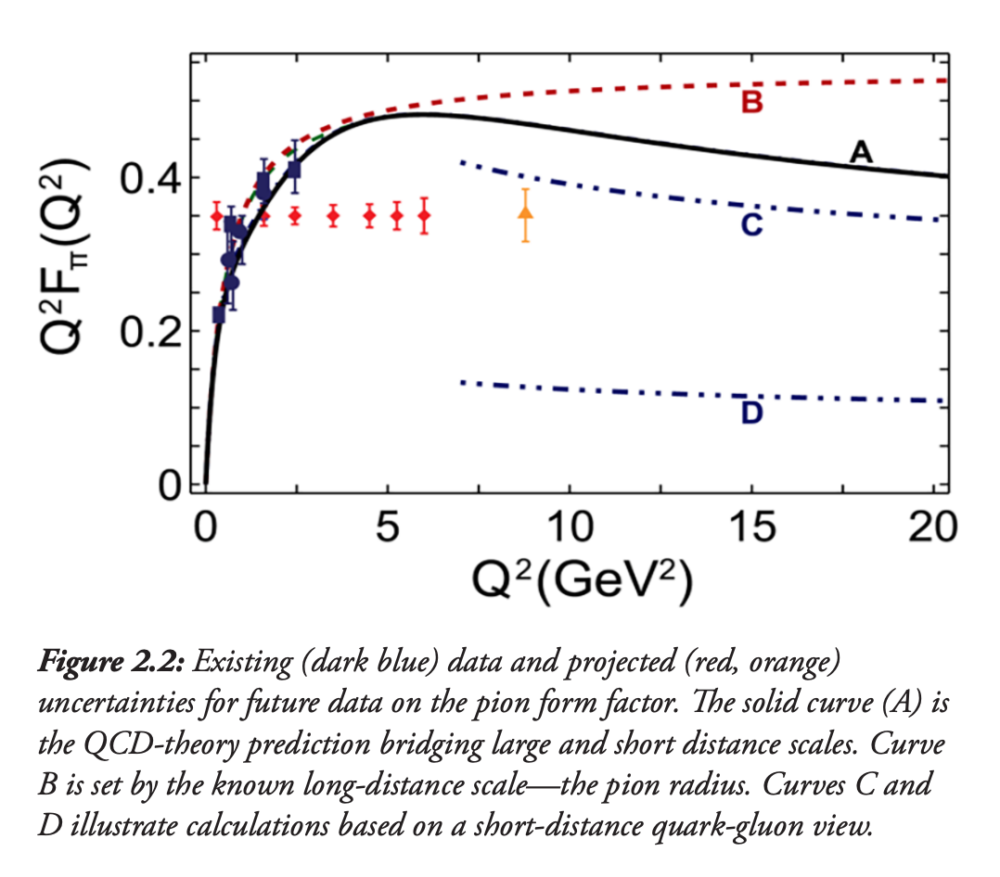 B
A
0.4
C
Q²Fπ(Q²)
0.2
D
0
0 5 10 15 20
Q²(GeV²)
Figure 2.2: Existing (dark blue) data and projected (red, orange)
uncertainties for future data on the pion form factor. The solid curve (A) is
the QCD-theory prediction bridging large and short distance scales. Curve
B is set by the known long-distance scale—the pion radius. Curves C and
D illustrate calculations based on a short-distance quark-gluon view.